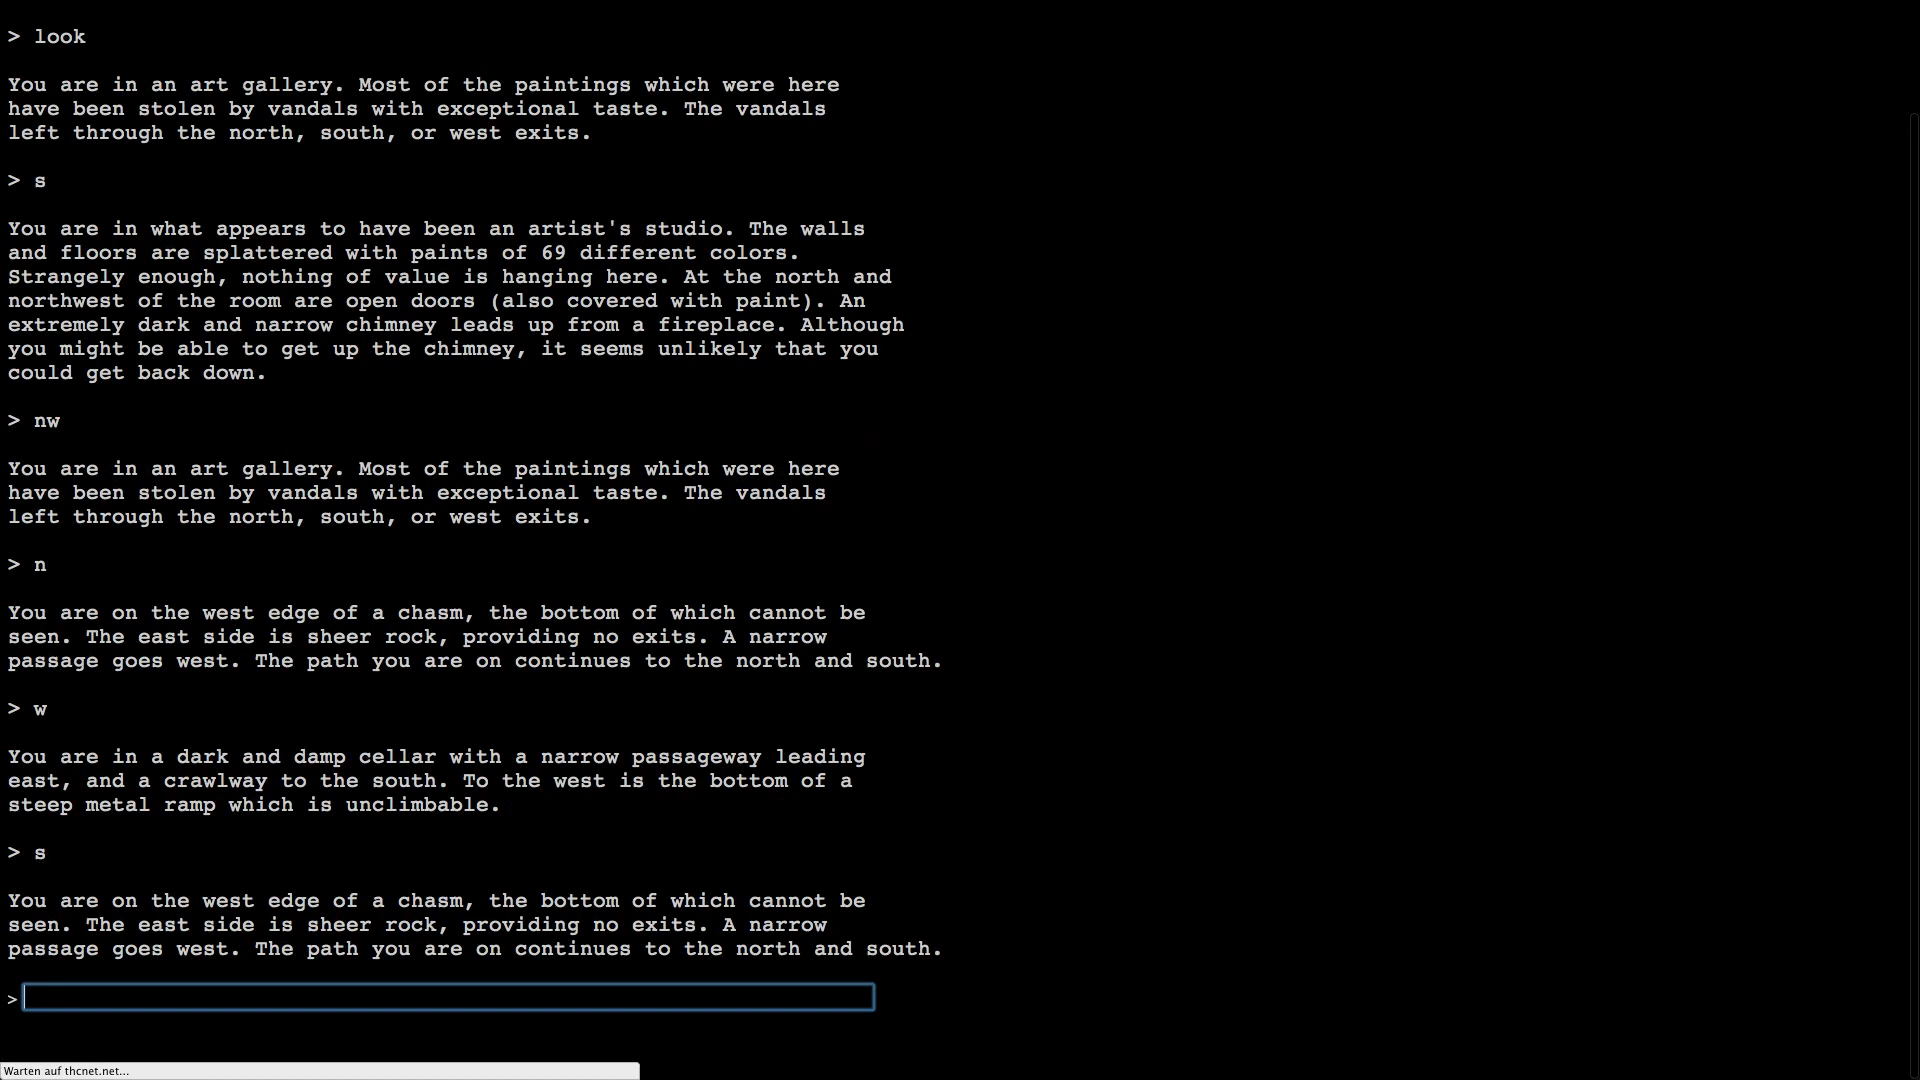 > look
You are in an art gallery. Most of the paintings which were here
have been stolen by vandals with exceptional taste. The vandals
left through the north, south, or west exits.
> s
You are in what appears to have been an artist's studio. The walls
and floors are splattered with paints of 69 different colors.
Strangely enough, nothing of value is hanging here. At the north and
northwest of the room are open doors (also covered with paint). An
extremely dark and narrow chimney leads up from a fireplace. Although
you might be able to get up the chimney, it seems unlikely that you
could get back down.
> nw
You are in an art gallery. Most of the paintings which were here
have been stolen by vandals with exceptional taste. The vandals
left through the north, south, or west exits.
> n
You are on the west edge of a chasm, the bottom of which cannot be
seen. The east side is sheer rock, providing no exits. A narrow
passage goes west. The path you are on continues to the north and south.
> w
You are in a dark and damp cellar with a narrow passageway leading
east, and a crawlway to the south. To the west is the bottom of a
steep metal ramp which is unclimbable.
> s
You are on the west edge of a chasm, the bottom of which cannot be
seen. The east side is sheer rock, providing no exits. A narrow
passage goes west. The path you are on continues to the north and south.
>
Warten auf thcnet.net...